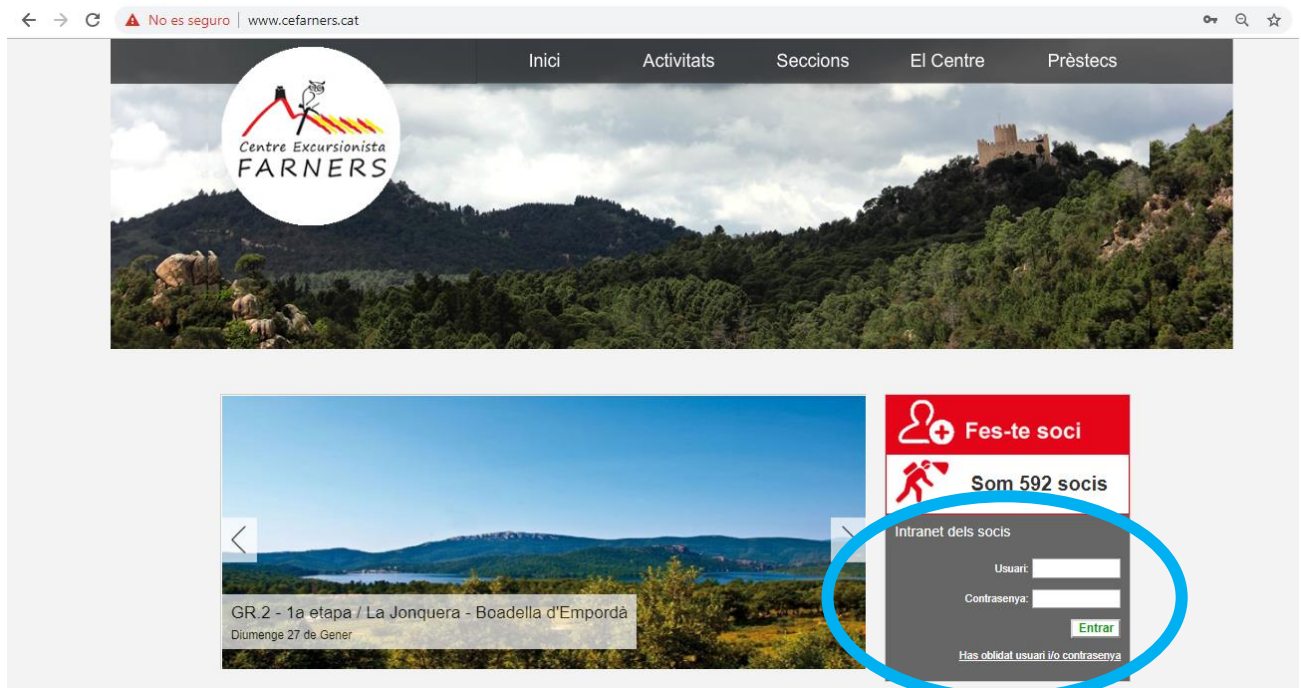 No es seguro | www.cefarners.cat
Inici Activitats Seccions El Centre Prèstecs
Centre Excursionista
FARNERS
Fes-te soci
Som 592 socis
Intranet dels socis
Usuari:
Contrasenya:
Entrar
Has oblidat usuari i/o contrasenya
GR.2 - 1a etapa / La Jonquera - Boadella d'Empordà
Diumenge 27 de Gener